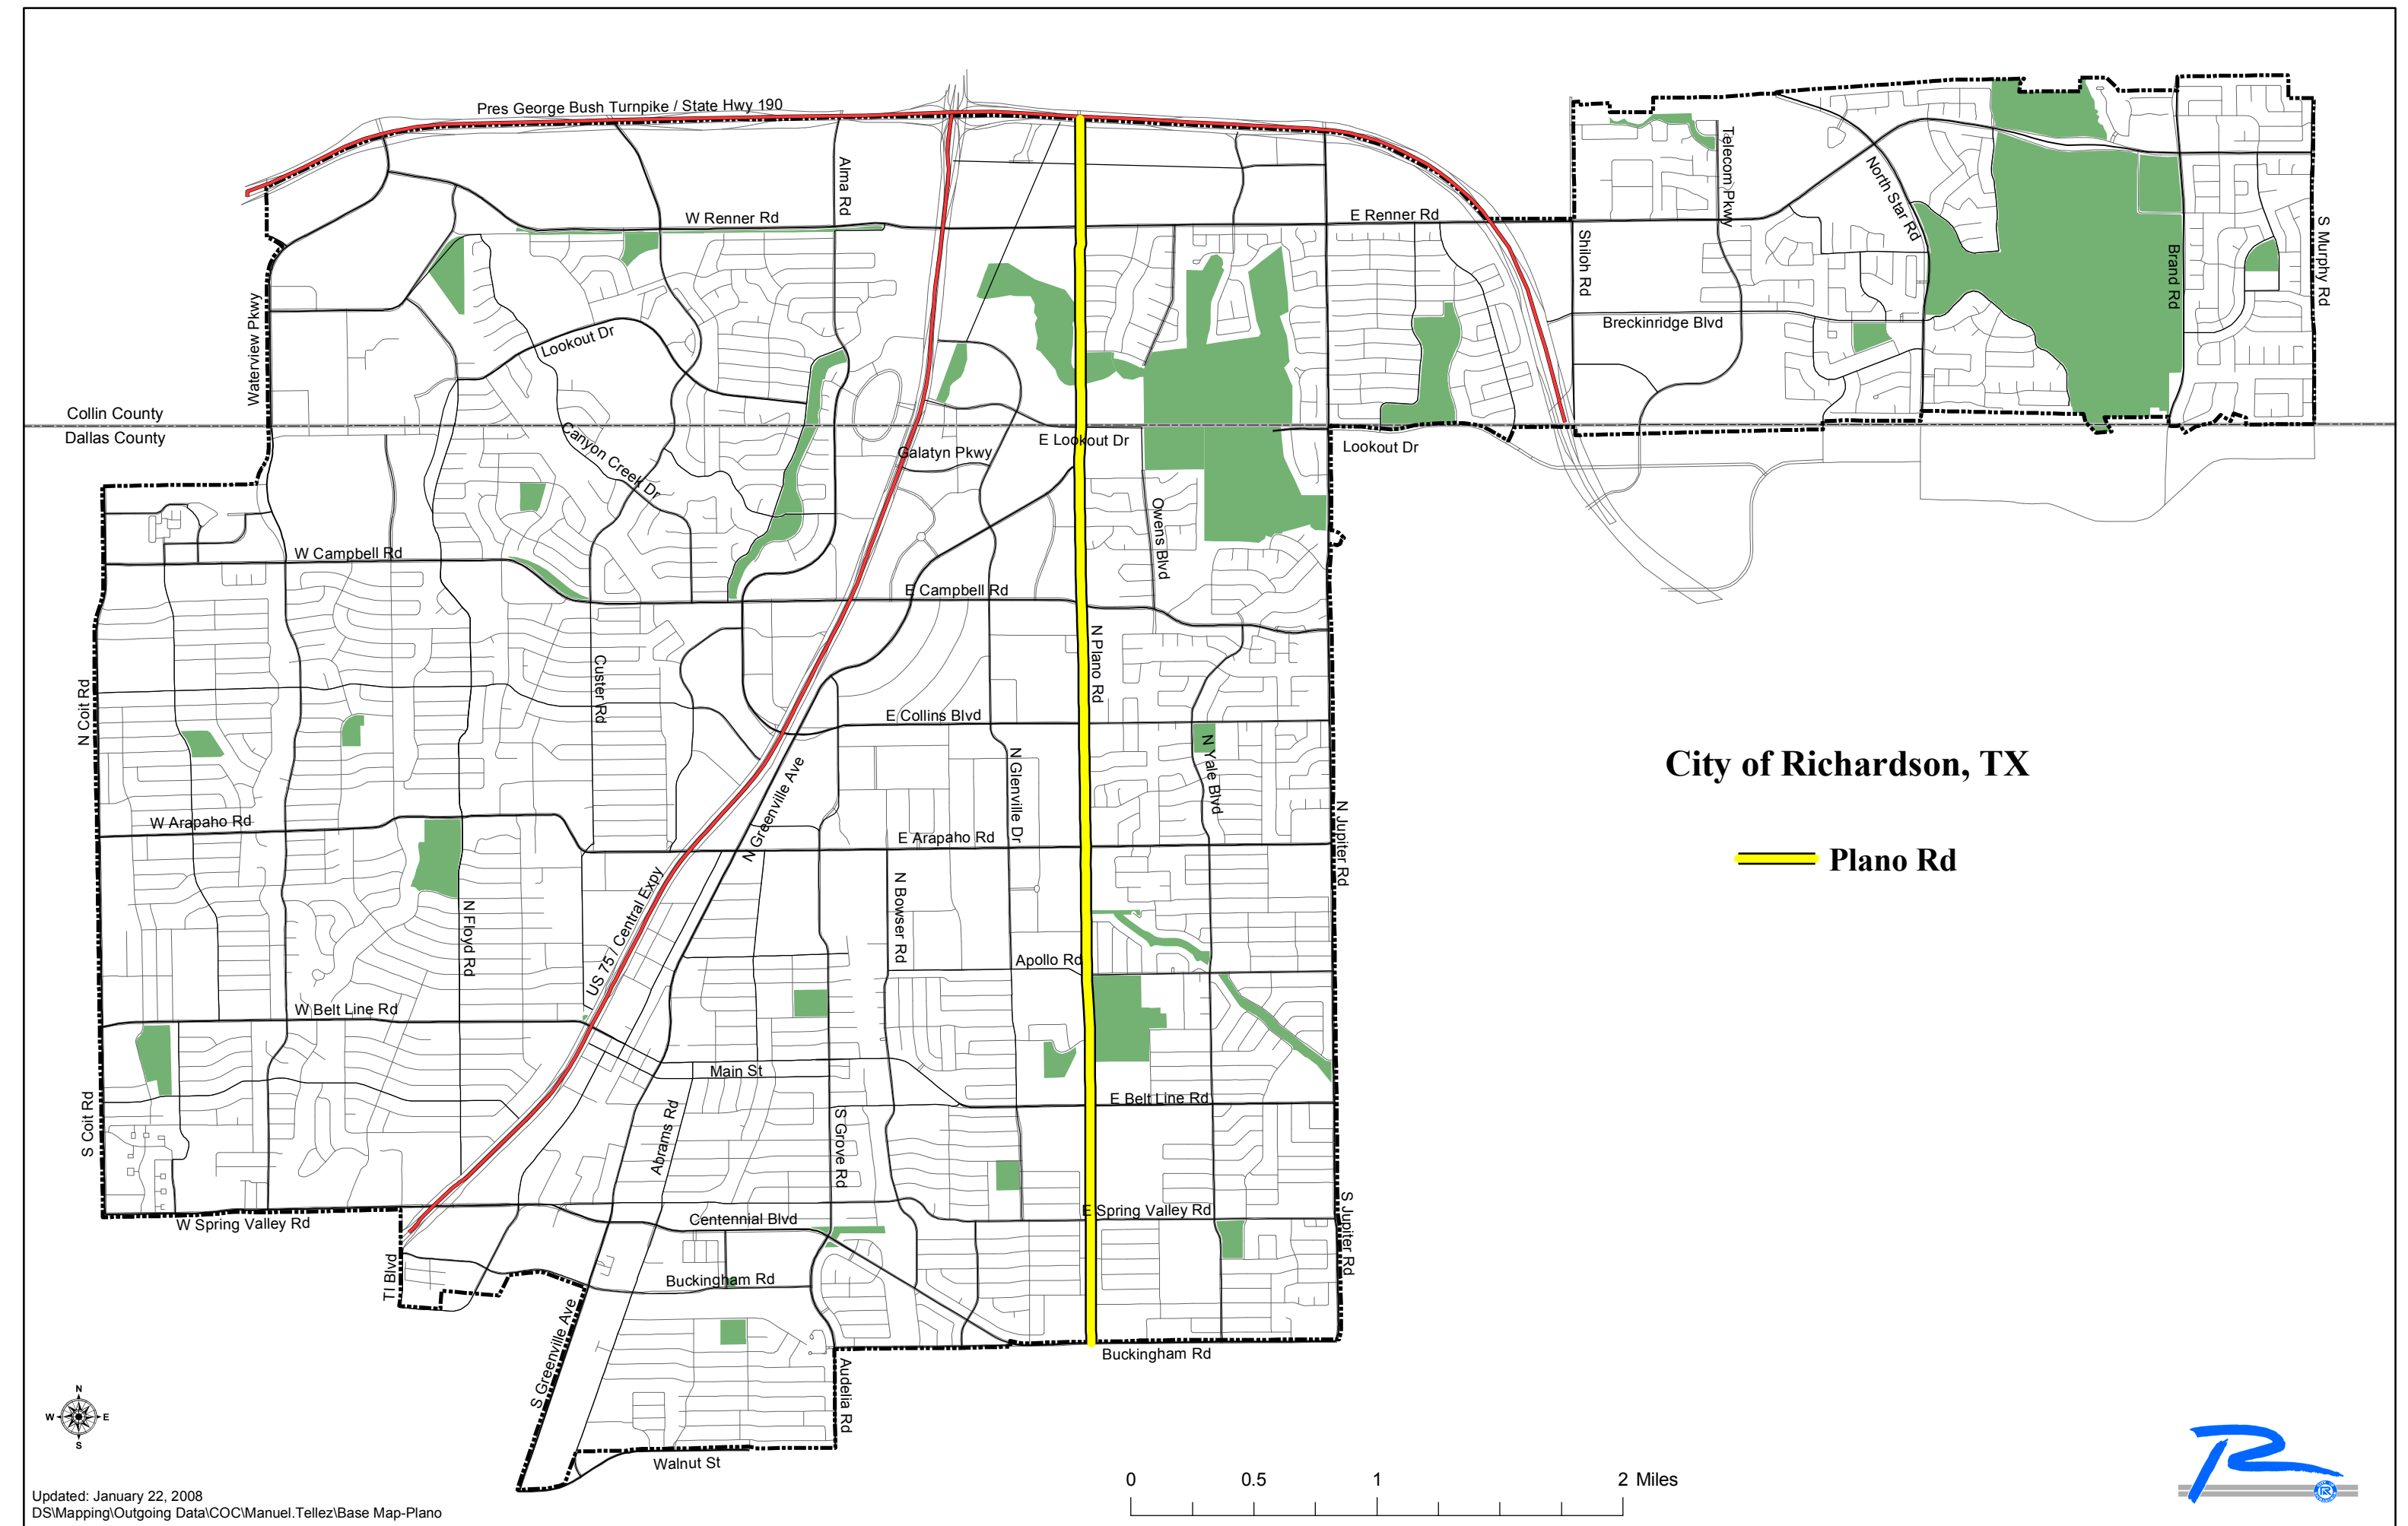 Pres George Bush Turnpike / State Hwy 190
Alma Rd
Telecom Pkwy
North Star Rd
W Renner Rd
E Renner Rd
Shiloh Rd
S Murphy Rd
Brand Rd
Waterview Pkwy
Lookout Dr
Breckinridge Blvd
Collin County
Dallas County
Canyon Creek Dr
Galatyn Pkwy
E Lookout Dr
Lookout Dr
Owens Blvd
W Campbell Rd
E Campbell Rd
N Plano Rd
Custer Rd
N Coit Rd
E Collins Blvd
N Glenville Dr
N Yale Blvd
N Greenville Ave
City of Richardson, TX
W Arapaho Rd
E Arapaho Rd
N Jupiter Rd
Plano Rd
US 75 / Central Expy
N Floyd Rd
N Bowser Rd
Apollo Rd
W Belt Line Rd
Main St
E Belt Line Rd
S Coit Rd
Abrams Rd
S Grove Rd
S Jupiter Rd
W Spring Valley Rd
Centennial Blvd
E Spring Valley Rd
TI Blvd
Buckingham Rd
S Greenville Ave
Buckingham Rd
Audelia Rd
Walnut St
N
W
E
S
0
0.5
1
2 Miles
Updated: January 22, 2008
DS\Mapping\Outgoing Data\COC\Manuel.Tellez\Base Map-Plano